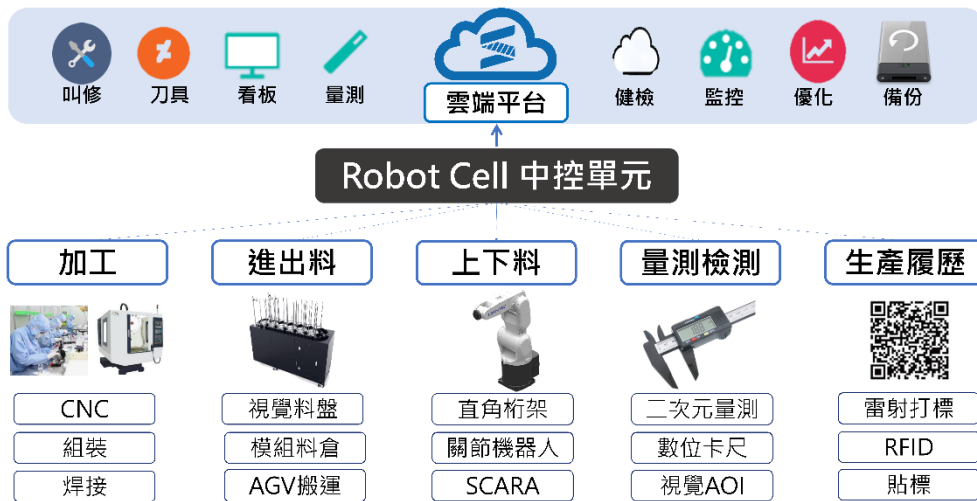 叫修
刀具
看板
量測
雲端平台
健檢
監控
優化
備份
Robot Cell 中控單元
加工
進出料
上下料
量測檢測
生產履歷
CNC
視覺料盤
直角桁架
二次元量測
雷射打標
組裝
模組料倉
關節機器人
數位卡尺
RFID
焊接
AGV搬運
SCARA
視覺AOI
貼標